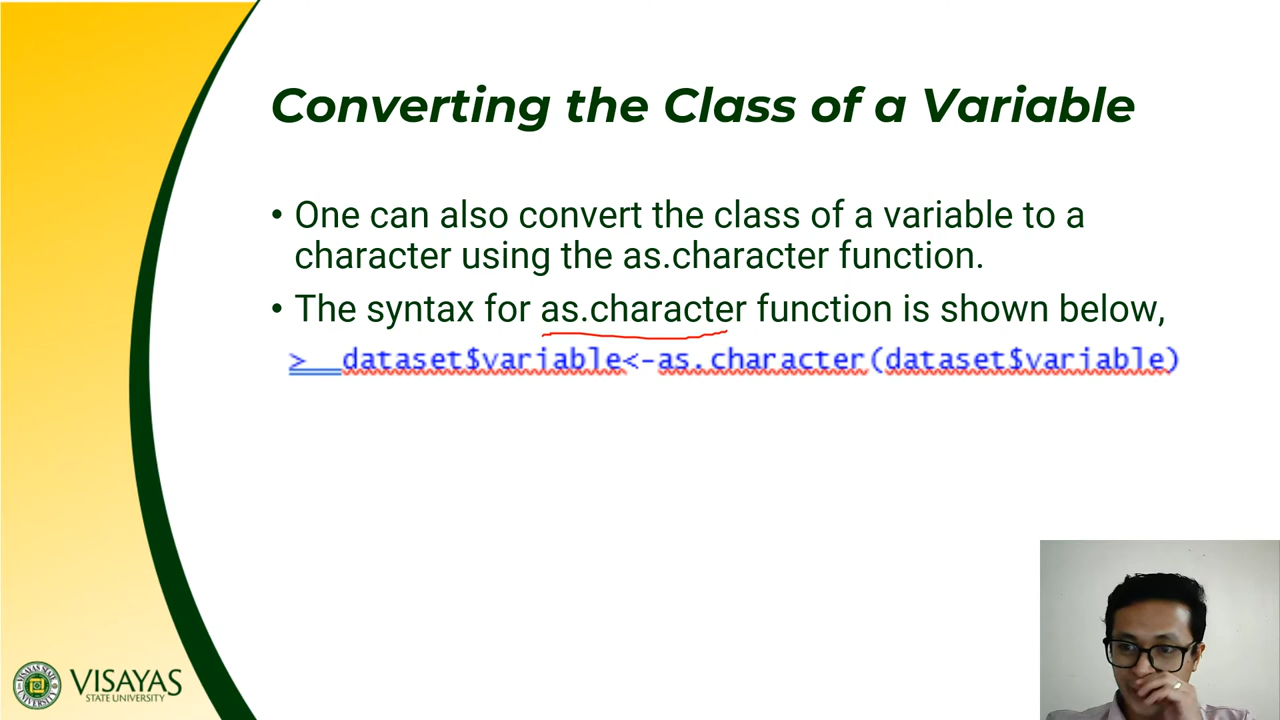 Converting the Class of a Variable
• One can also convert the class of a variable to a
character using the as.character function.
• The syntax for as.character function is shown below,
> dataset$variable<-as.character(dataset$variable)
VISAYAS
STATE UNIVERSITY